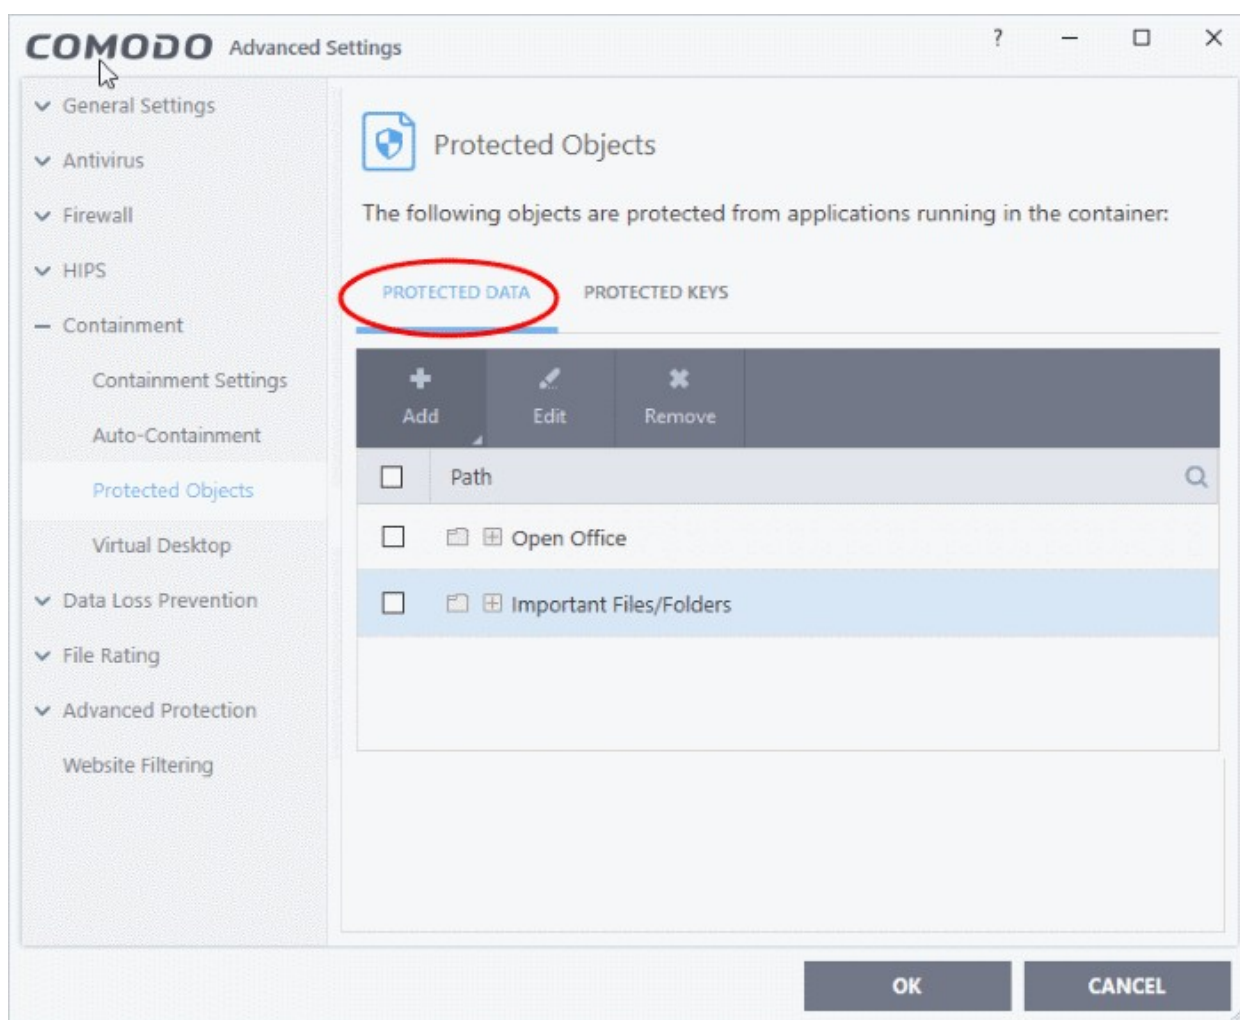 COMODO Advanced Settings
General Settings
Antivirus
Firewall
HIPS
Containment
Containment Settings
Auto-Containment
Protected Objects
Virtual Desktop
Data Loss Prevention
File Rating
Advanced Protection
Website Filtering
Protected Objects
The following objects are protected from applications running in the container:
PROTECTED DATA PROTECTED KEYS
Add Edit Remove
Path
Open Office
Important Files/Folders
OK CANCEL